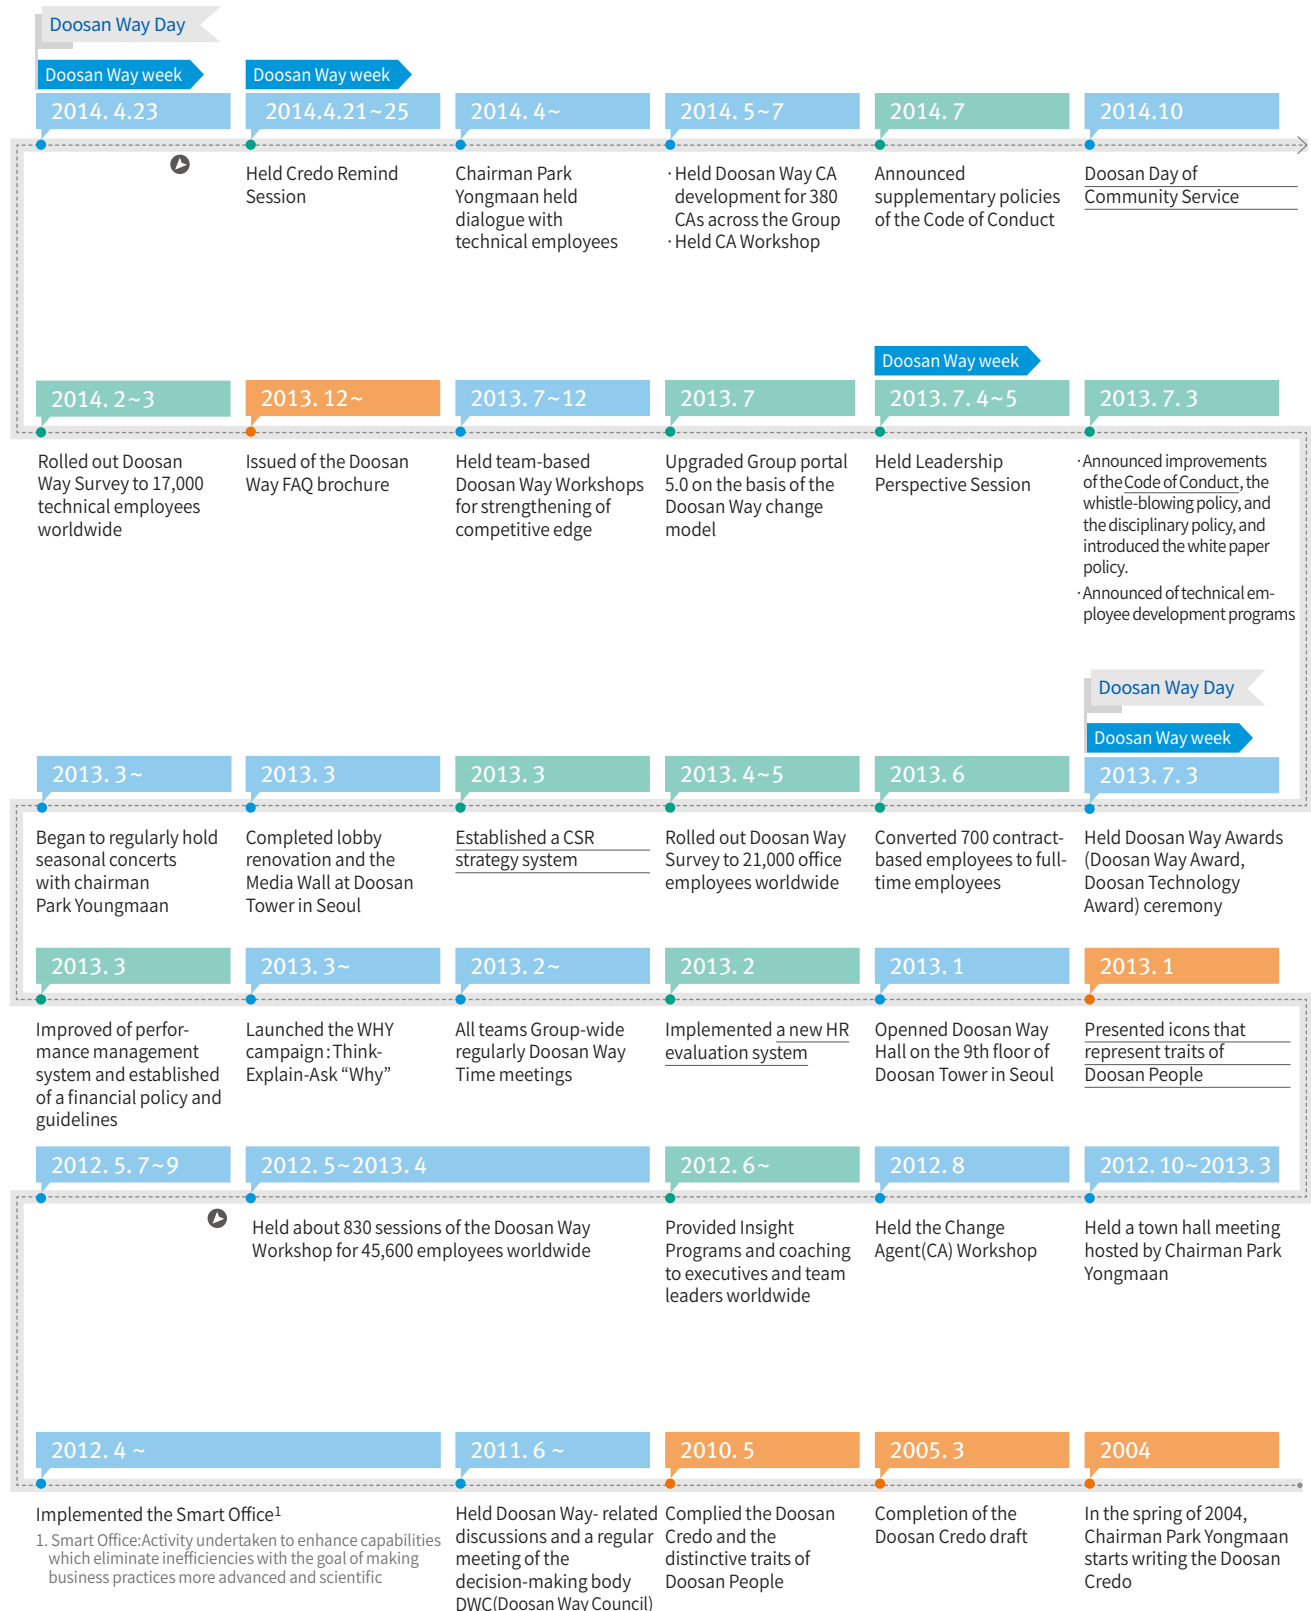 Doosan Way Day
Doosan Way week
Doosan Way week
2014. 4.23
2014.4.21~25
2014. 4~
2014. 5~7
2014. 7
2014.10
Held Credo Remind
Session
Chairman Park
Yongmaan held
dialogue with
technical employees
· Held Doosan Way CA
development for 380
CAs across the Group
· Held CA Workshop
Announced
supplementary policies
of the Code of Conduct
Doosan Day of
Community Service
Doosan Way week
2014. 2~3
2013. 12~
2013. 7~12
2013. 7
2013. 7. 4~5
2013. 7. 3
Rolled out Doosan
Way Survey to 17,000
technical employees
worldwide
Issued of the Doosan
Way FAQ brochure
Held team-based
Doosan Way Workshops
for strengthening of
competitive edge
Upgraded Group portal
5.0 on the basis of the
Doosan Way change
model
Held Leadership
Perspective Session
· Announced improvements
of the Code of Conduct, the
whistle-blowing policy, and
the disciplinary policy, and
introduced the white paper
policy.
· Announced of technical em-
ployee development programs
Doosan Way Day
Doosan Way week
2013. 3~
2013. 3
2013. 3
2013. 4~5
2013. 6
2013. 7. 3
Began to regularly hold
seasonal concerts
with chairman
Park Youngmaan
Completed lobby
renovation and the
Media Wall at Doosan
Tower in Seoul
Established a CSR
strategy system
Rolled out Doosan Way
Survey to 21,000 office
employees worldwide
Converted 700 contract-
based employees to full-
time employees
Held Doosan Way Awards
(Doosan Way Award,
Doosan Technology
Award) ceremony
2013. 3
2013. 3~
2013. 2~
2013. 2
2013. 1
2013. 1
Improved of perfor-
mance management
system and established
of a financial policy and
guidelines
Launched the WHY
campaign : Think-
Explain-Ask “Why”
All teams Group-wide
regularly Doosan Way
Time meetings
Implemented a new HR
evaluation system
Openned Doosan Way
Hall on the 9th floor of
Doosan Tower in Seoul
Presented icons that
represent traits of
Doosan People
2012. 5. 7~9
2012. 5~2013. 4
2012. 6~
2012. 8
2012. 10~2013. 3
Held about 830 sessions of the Doosan Way
Workshop for 45,600 employees worldwide
Provided Insight
Programs and coaching
to executives and team
leaders worldwide
Held the Change
Agent(CA) Workshop
Held a town hall meeting
hosted by Chairman Park
Yongmaan
2012. 4 ~
2011. 6 ~
2010. 5
2005. 3
2004
Implemented the Smart Office1
1. Smart Office:Activity undertaken to enhance capabilities
which eliminate inefficiencies with the goal of making
business practices more advanced and scientific
Held Doosan Way- related
discussions and a regular
meeting of the
decision-making body
DWC(Doosan Way Council)
Complied the Doosan
Credo and the
distinctive traits of
Doosan People
Completion of the
Doosan Credo draft
In the spring of 2004,
Chairman Park Yongmaan
starts writing the Doosan
Credo